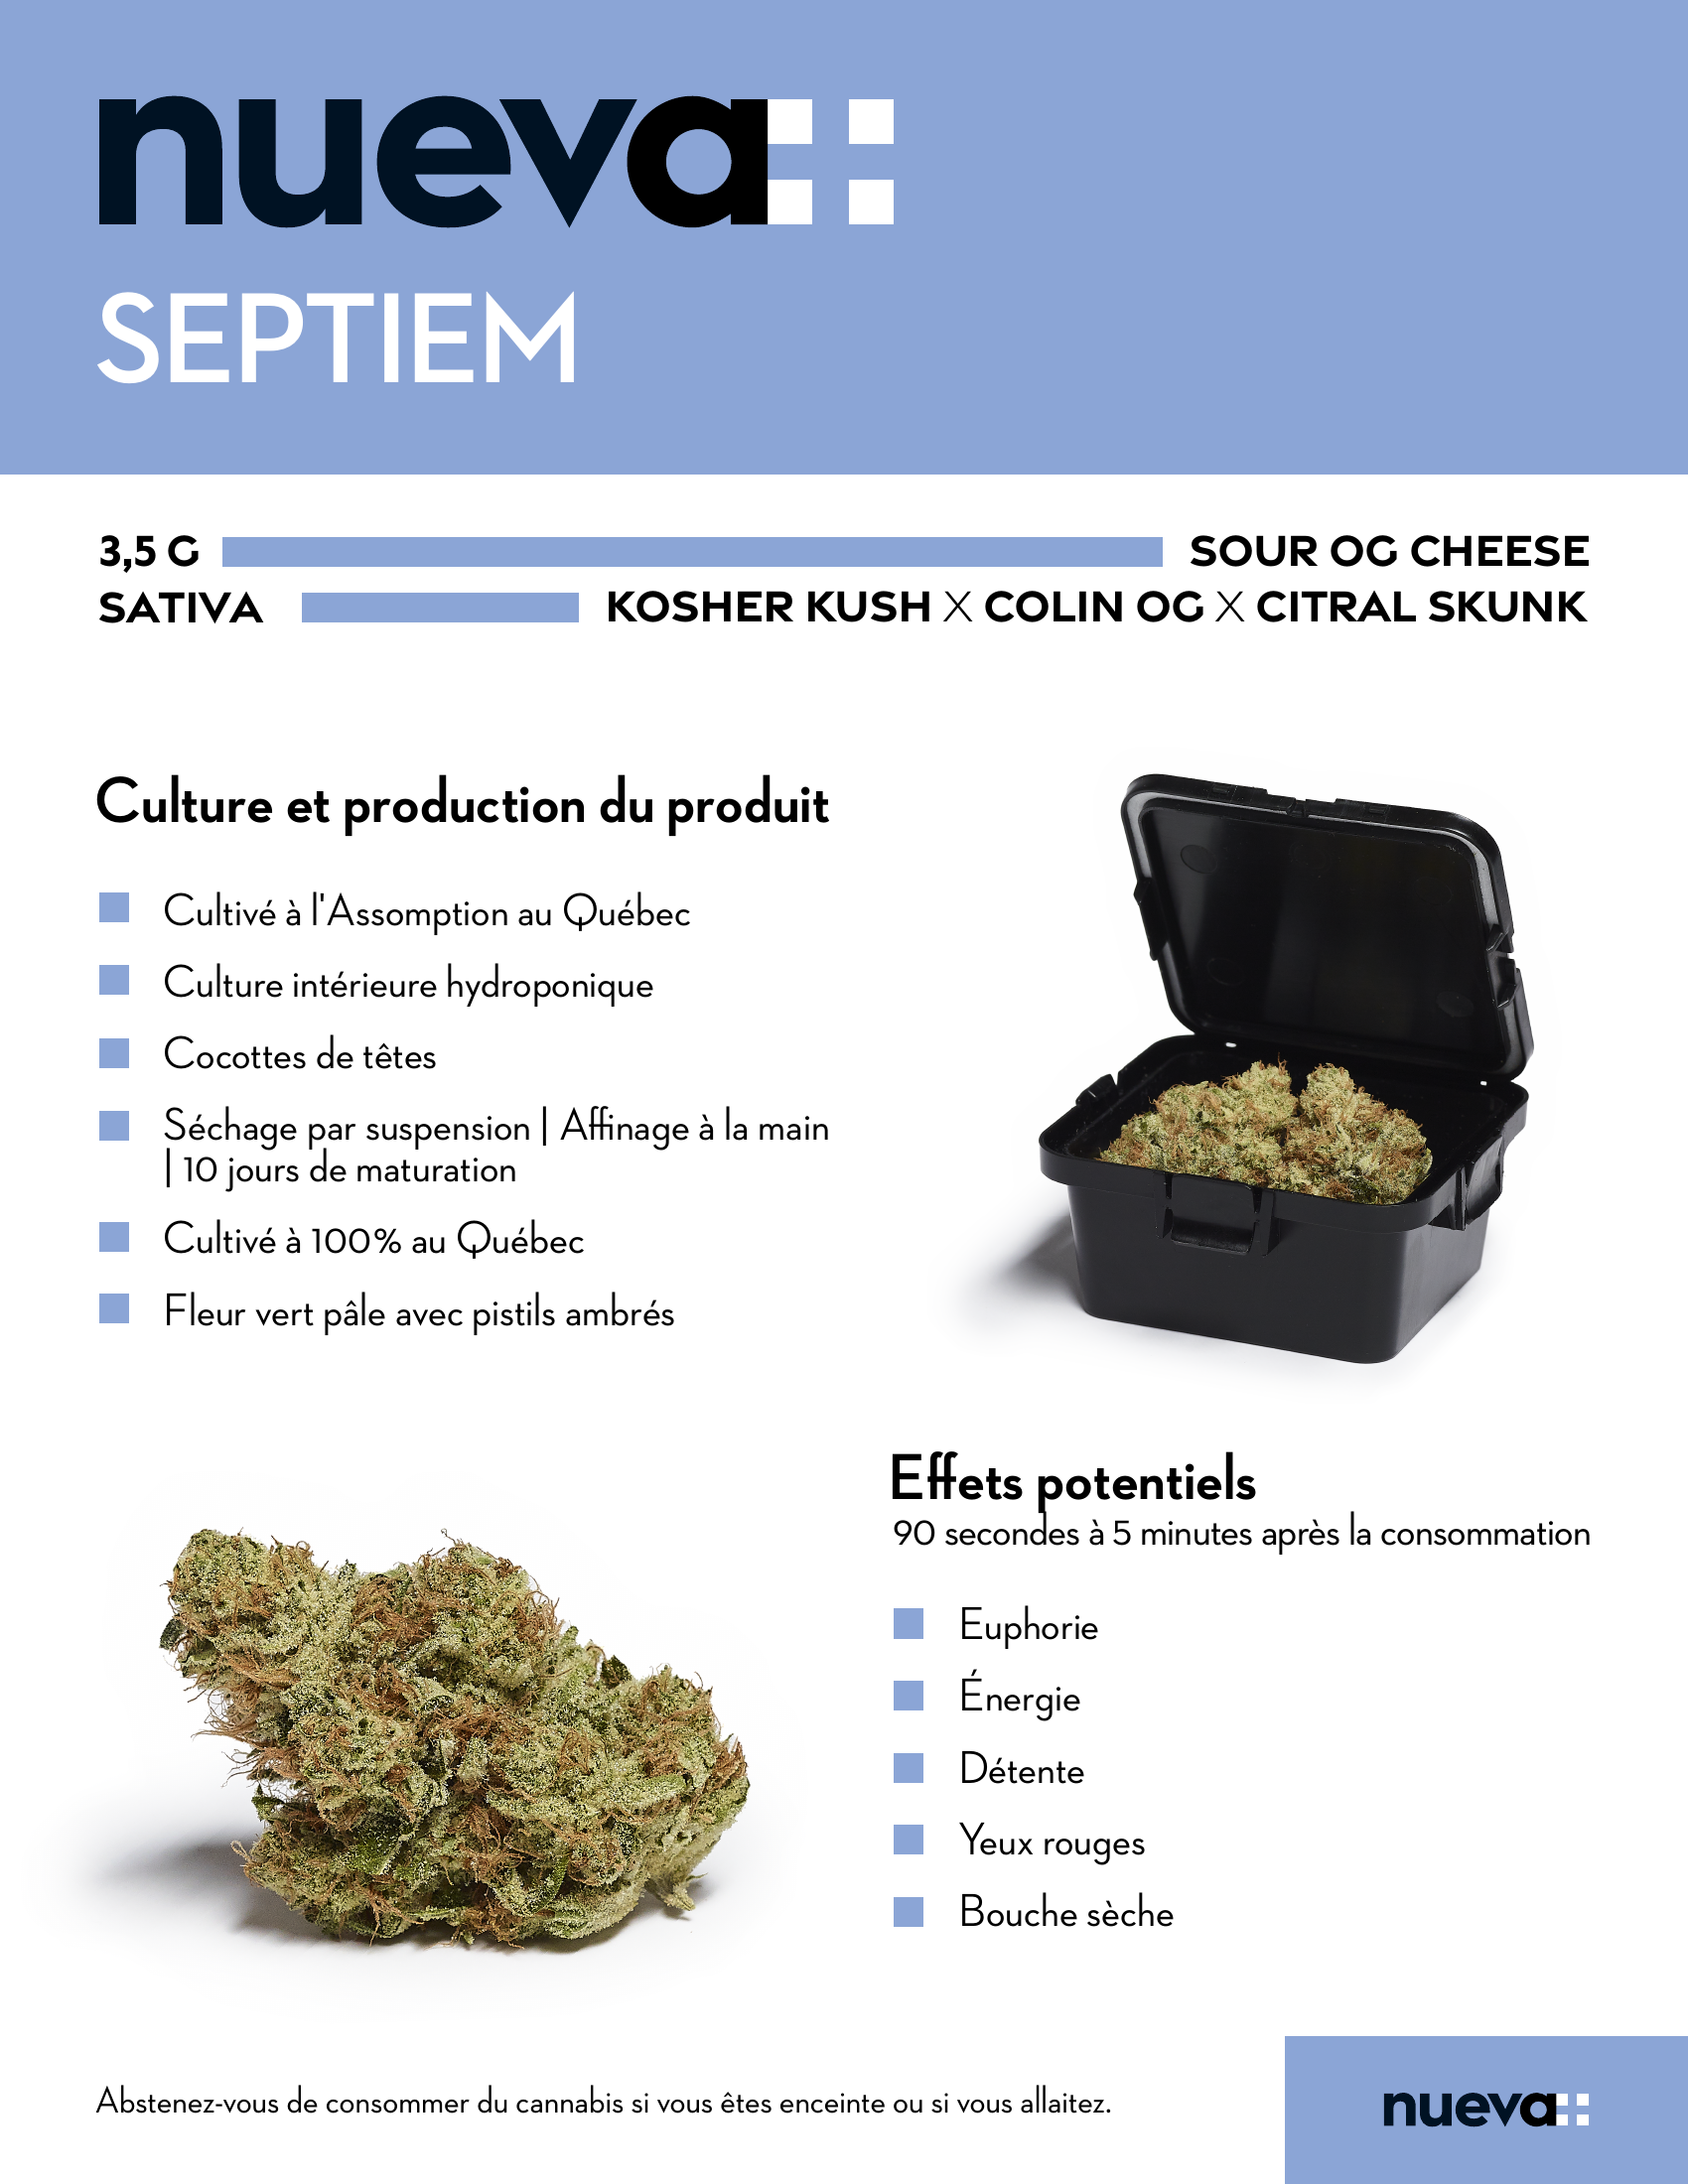 nueva
SEPTIEM
3,5 G SOUR OG CHEESE
SATIVA KOSHER KUSH X COLIN OG X CITRAL SKUNK
Culture et production du produit
Cultivé à l'Assomption au Québec
Culture intérieure hydroponique
Cocottes de têtes
Séchage par suspension | Affinage à la main
| 10 jours de maturation
Cultivé à 100% au Québec
Fleur vert pâle avec pistils ambrés
Effets potentiels
90 secondes à 5 minutes après la consommation
Euphorie
Énergie
Détente
Yeux rouges
Bouche sèche
Abstenez-vous de consommer du cannabis si vous êtes enceinte ou si vous allaitez.
nueva